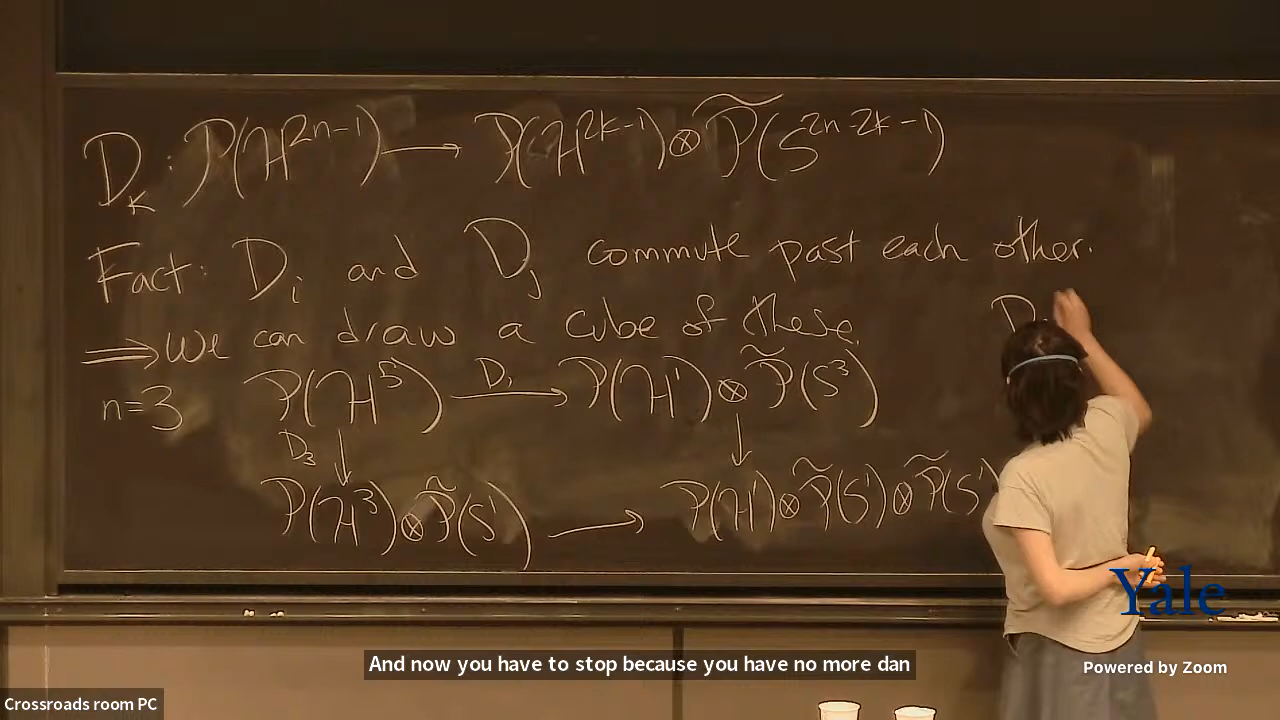 D_K : P(H^{2n-1}) → P(H^{2k-1}) ⊗ P̃(S^{2n-2k-1})
Fact: D_i and D_j commute past each other.
⟹ We can draw a cube of these. D
n=3 P(H^5) —D_1→ P(H^1) ⊗ P̃(S^3)
D_3 ↓ ↓
P(H^3) ⊗ P̃(S^1) → P(H^1) ⊗ P̃(S^1) ⊗ P̃(S^1
Yale
And now you have to stop because you have no more dan
Powered by Zoom
Crossroads room PC